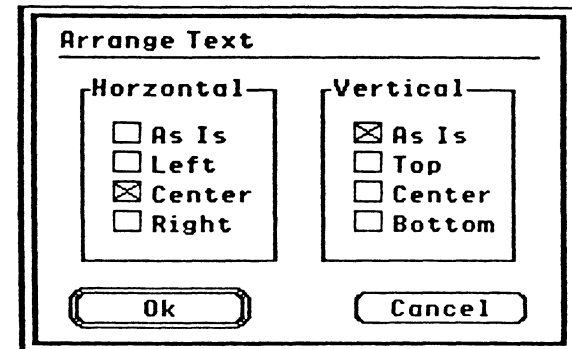 Arrange Text
Horzontal
As Is
Left
Center
Right
Vertical
As Is
Top
Center
Bottom
Ok
Cancel